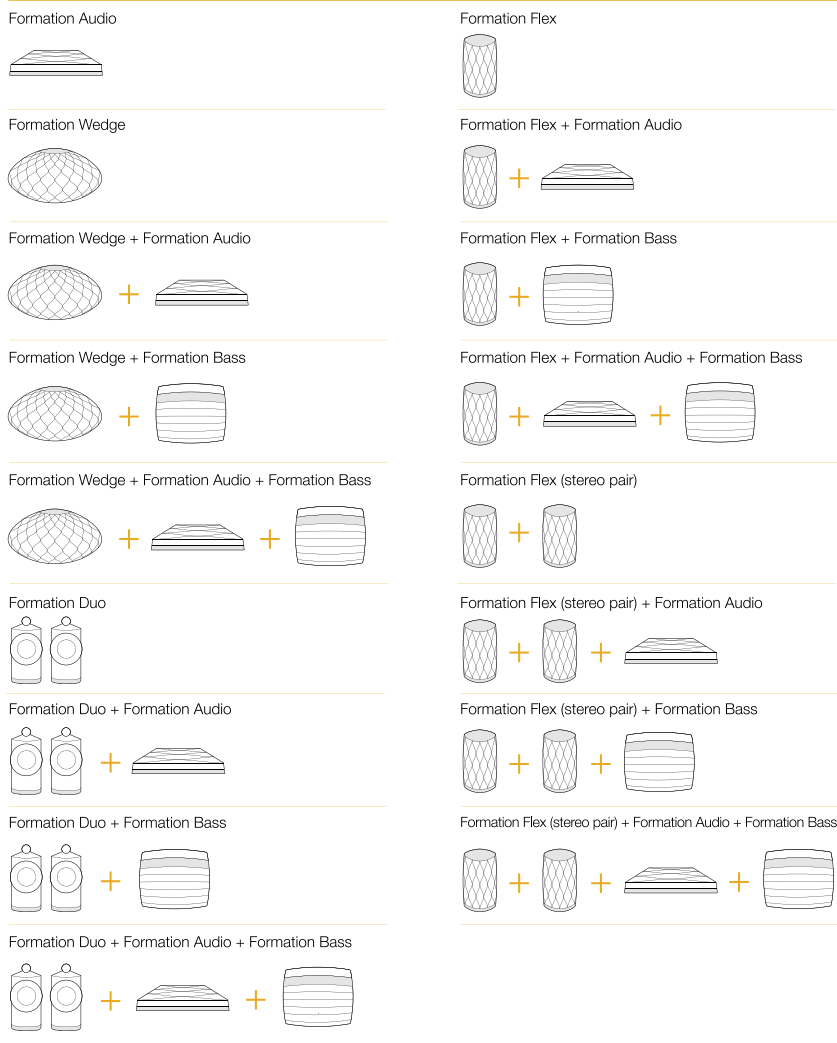 Formation Audio
Formation Wedge
Formation Wedge + Formation Audio
Formation Wedge + Formation Bass
Formation Wedge + Formation Audio + Formation Bass
Formation Duo
Formation Duo + Formation Audio
Formation Duo + Formation Bass
Formation Duo + Formation Audio + Formation Bass
Formation Flex
Formation Flex + Formation Audio
Formation Flex + Formation Bass
Formation Flex + Formation Audio + Formation Bass
Formation Flex (stereo pair)
Formation Flex (stereo pair) + Formation Audio
Formation Flex (stereo pair) + Formation Bass
Formation Flex (stereo pair) + Formation Audio + Formation Bass